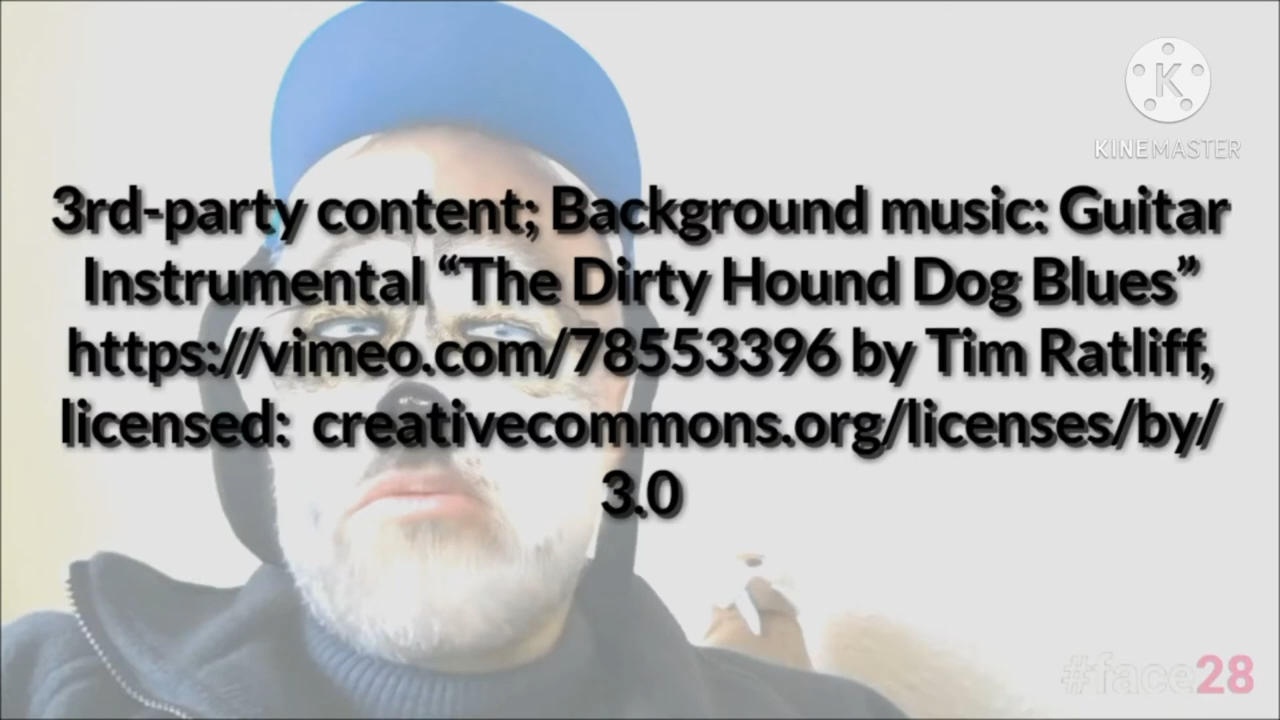 K
KINEMASTER
3rd-party content; Background music: Guitar
Instrumental “The Dirty Hound Dog Blues”
https://vimeo.com/78553396 by Tim Ratliff,
licensed: creativecommons.org/licenses/by/
3.0
#face28